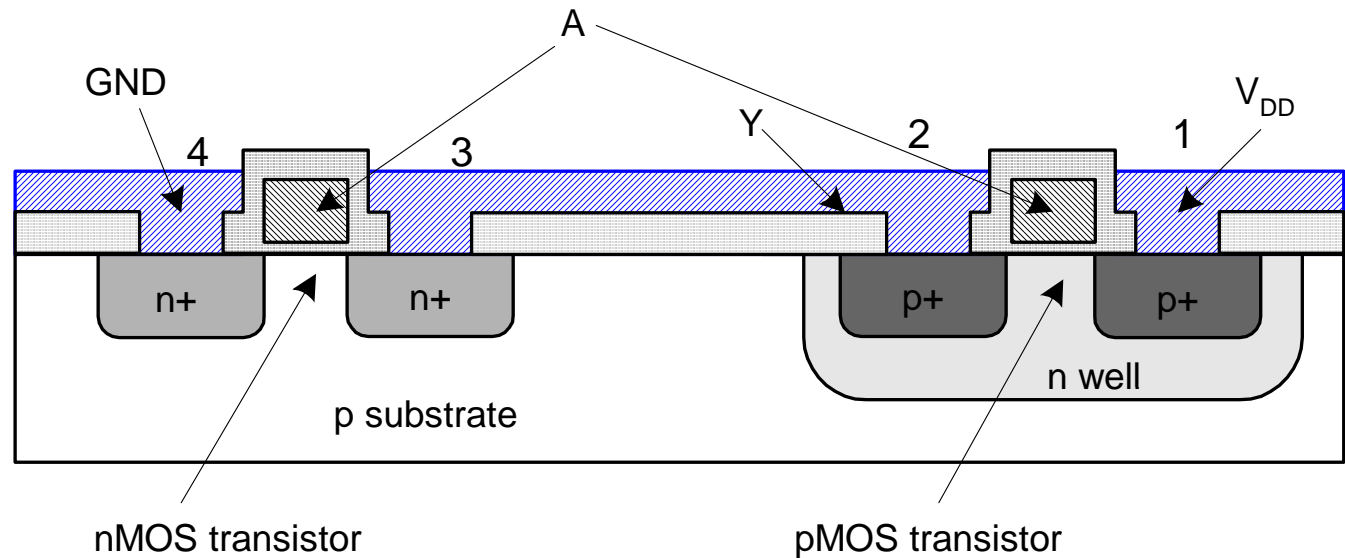 A
GND
V_DD
Y
4
3
2
1
n+
n+
p+
p+
n well
p substrate
nMOS transistor
pMOS transistor